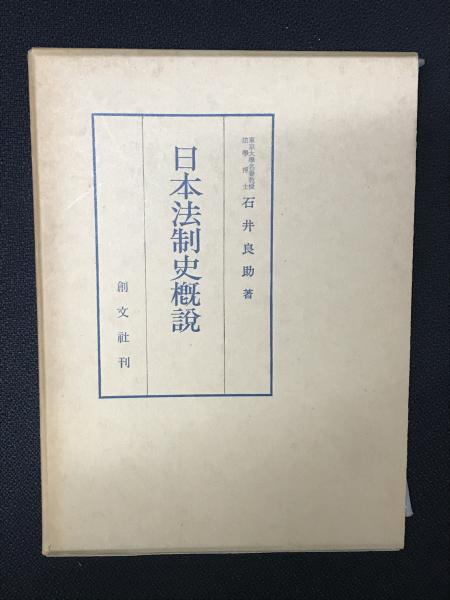 東京大學名譽教授
法學博士
石井良助著
日本法制史概說
創文社刊